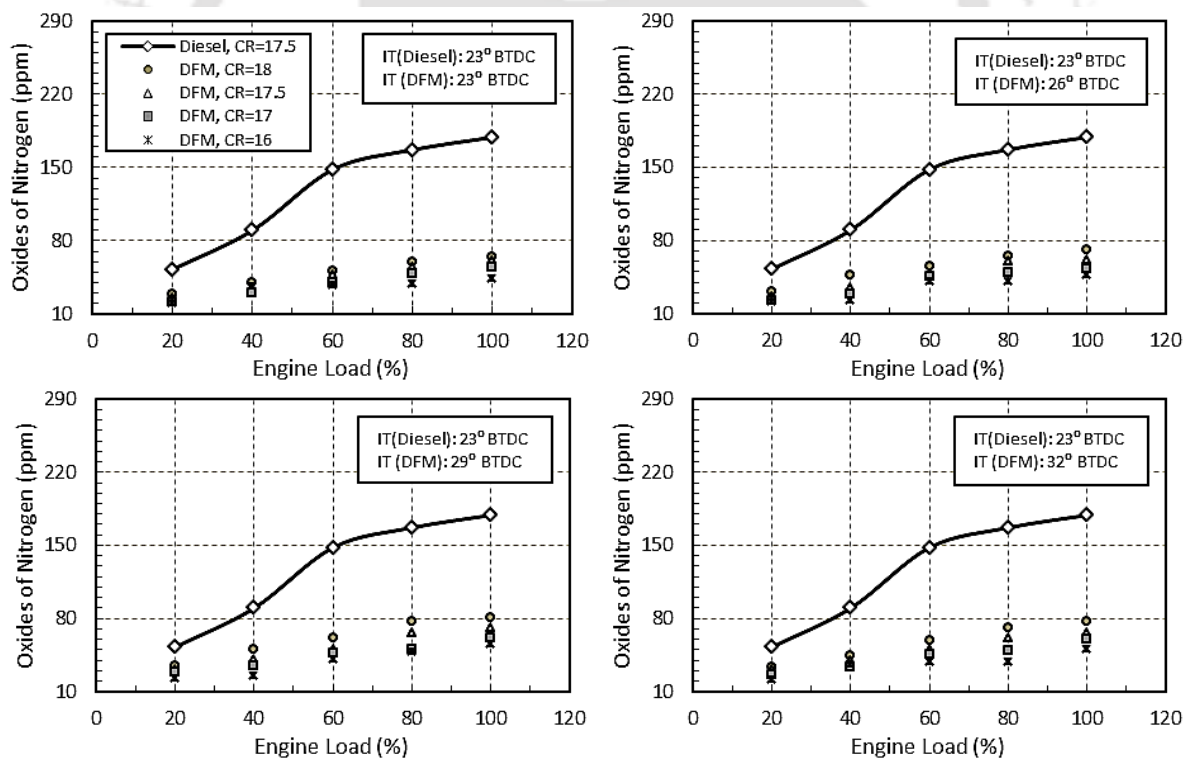 290
220
150
80
10
Oxides of Nitrogen (ppm)
Diesel, CR=17.5
DFM, CR=18
DFM, CR=17.5
DFM, CR=17
DFM, CR=16
IT(Diesel): 23° BTDC
IT (DFM): 23° BTDC
0 20 40 60 80 100 120
Engine Load (%)
290
220
150
80
10
Oxides of Nitrogen (ppm)
IT(Diesel): 23° BTDC
IT (DFM): 26° BTDC
0 20 40 60 80 100 120
Engine Load (%)
290
220
150
80
10
Oxides of Nitrogen (ppm)
IT(Diesel): 23° BTDC
IT (DFM): 29° BTDC
0 20 40 60 80 100 120
Engine Load (%)
290
220
150
80
10
Oxides of Nitrogen (ppm)
IT(Diesel): 23° BTDC
IT (DFM): 32° BTDC
0 20 40 60 80 100 120
Engine Load (%)